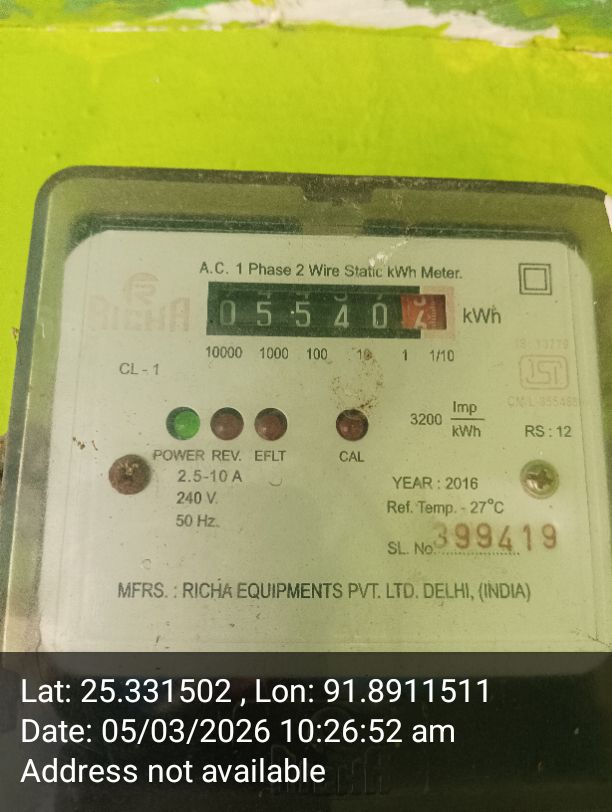 A.C. 1 Phase 2 Wire Static kWh Meter.
RICHA
0 5 5 4 0 kWh
10000 1000 100 10 1 1/10
CL - 1
3200 Imp/kWh
RS : 12
POWER REV. EFLT CAL
2.5-10 A
240 V.
50 Hz.
YEAR : 2016
Ref. Temp. - 27°C
SL. No. 399419
MFRS. : RICHA EQUIPMENTS PVT. LTD. DELHI, (INDIA)
Lat: 25.331502 , Lon: 91.8911511
Date: 05/03/2026 10:26:52 am
Address not available